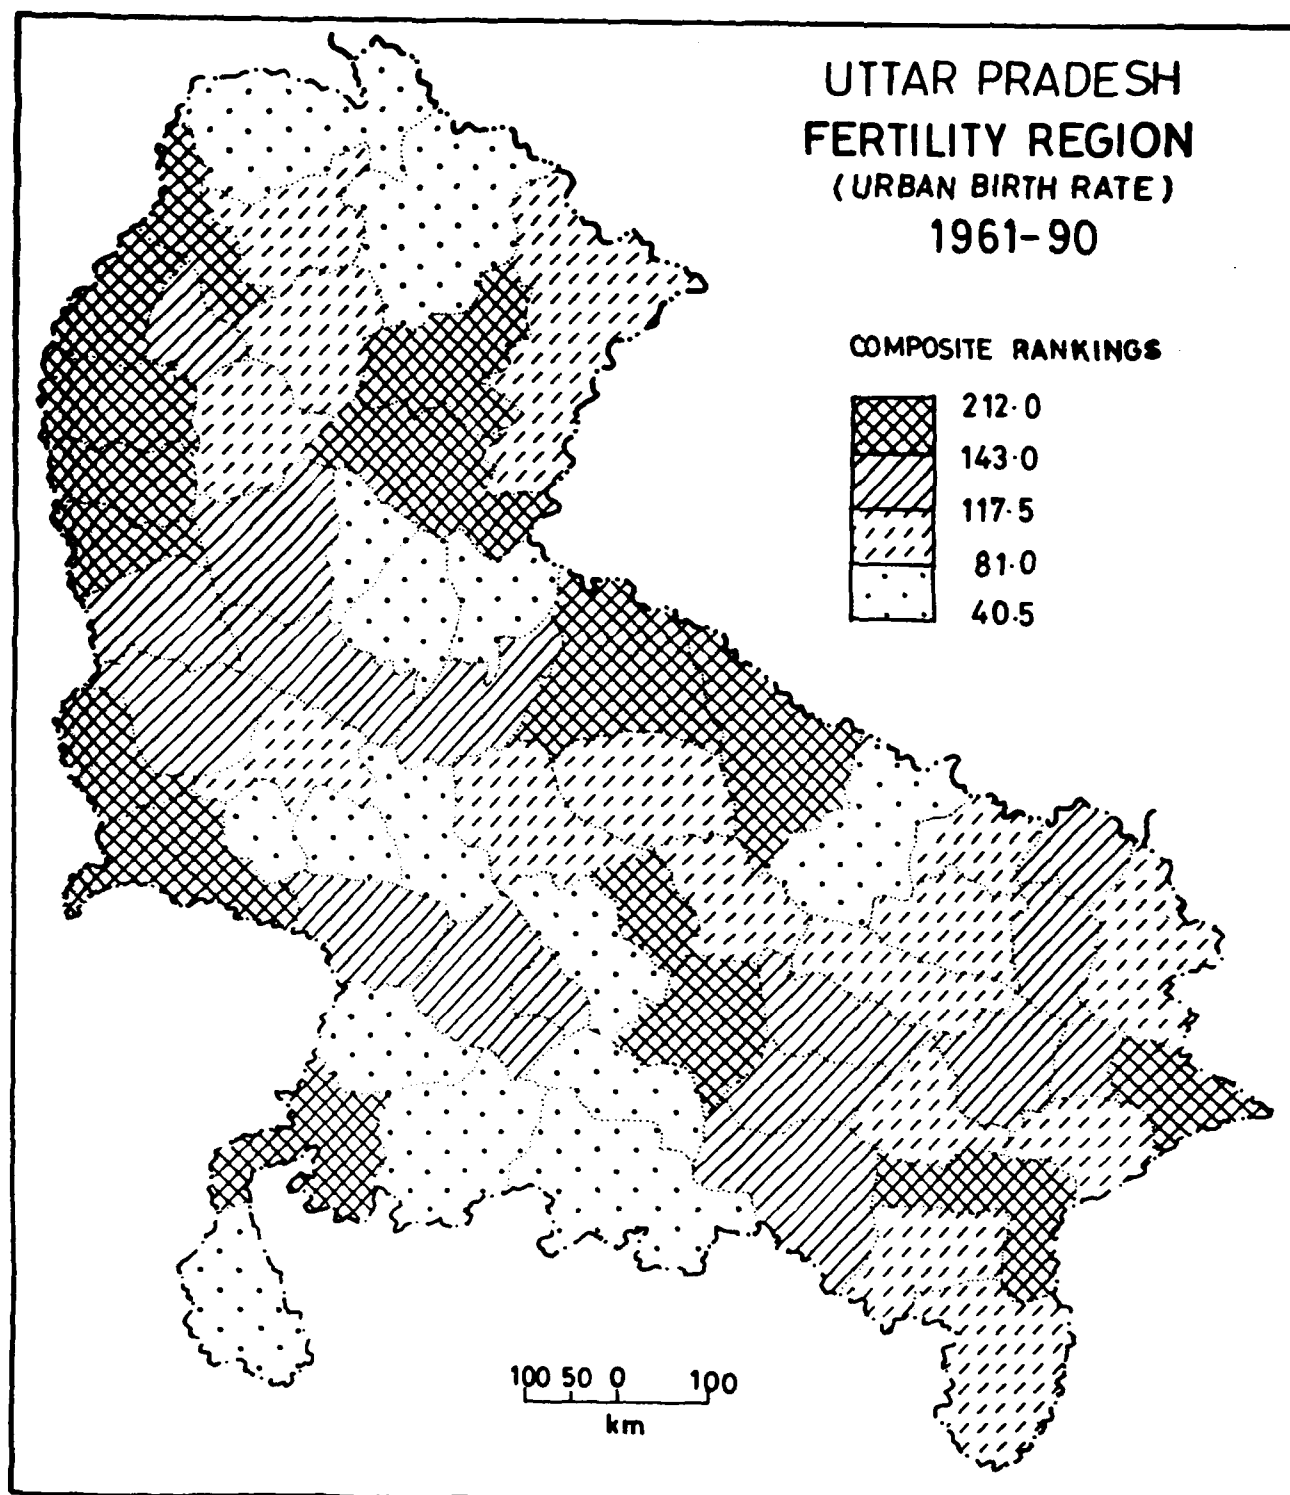 UTTAR PRADESH
FERTILITY REGION
(URBAN BIRTH RATE)
1961-90
COMPOSITE RANKINGS
212·0
143·0
117·5
81·0
40·5
100 50 0 100
km